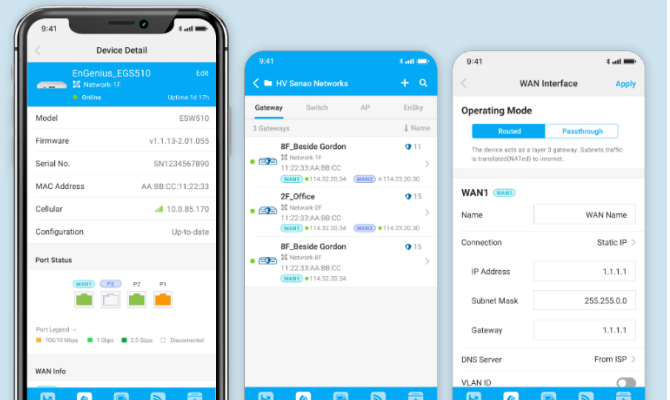 9:41
Device Detail
EnGenius_EGS510 Edit
Network-1F
Online Uptime 1d 17h
Model ESW510
Firmware v1.1.13-2.01.055
Serial No. SN1234567890
MAC Address AA:BB:CC:11:22:33
Cellular 10.0.85.170
Configuration Up-to-date
Port Status
WAN1 P3 P2 P1
Port Legend
100/10 Mbps 1 Gbps 2.5 Gbps Disconnected
WAN Info
9:41
HV Senao Networks
Gateway Switch AP EnSky
3 Gateways Name
8F_Beside Gordon 11
Network-1F
11:22:33:AA:BB:CC
WAN1 114.32.20.34 WAN2 114.23.20.30
2F_Office 15
Network-2F
11:22:33:AA:BB:CC
WAN1 114.32.20.34 WAN2 114.23.20.30
8F_Beside Gordon 15
Network-8F
11:22:33:AA:BB:CC
WAN1 114.32.20.34
9:41
WAN Interface Apply
Operating Mode
Routed Passthrough
The device acts as a layer 3 gateway. Subnets traffic
is translated(NATed) to internet.
WAN1 WAN1
Name WAN Name
Connection Static IP
IP Address 1.1.1.1
Subnet Mask 255.255.0.0
Gateway 1.1.1.1
DNS Server From ISP
VLAN ID